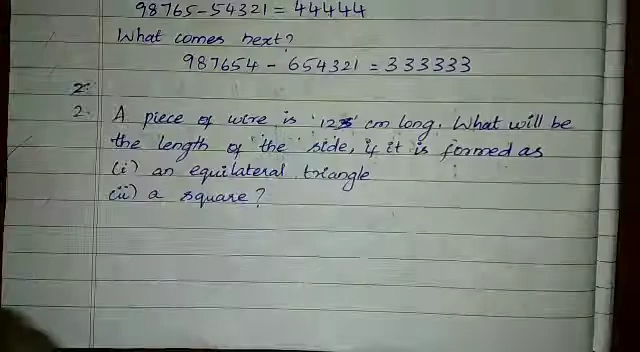 98765-54321 = 44444
What comes next?
987654 - 654321 = 333333
2.
2. A piece of wire is '12' cm long. What will be
the length of the side, if it is formed as
(i) an equilateral triangle
(ii) a square?